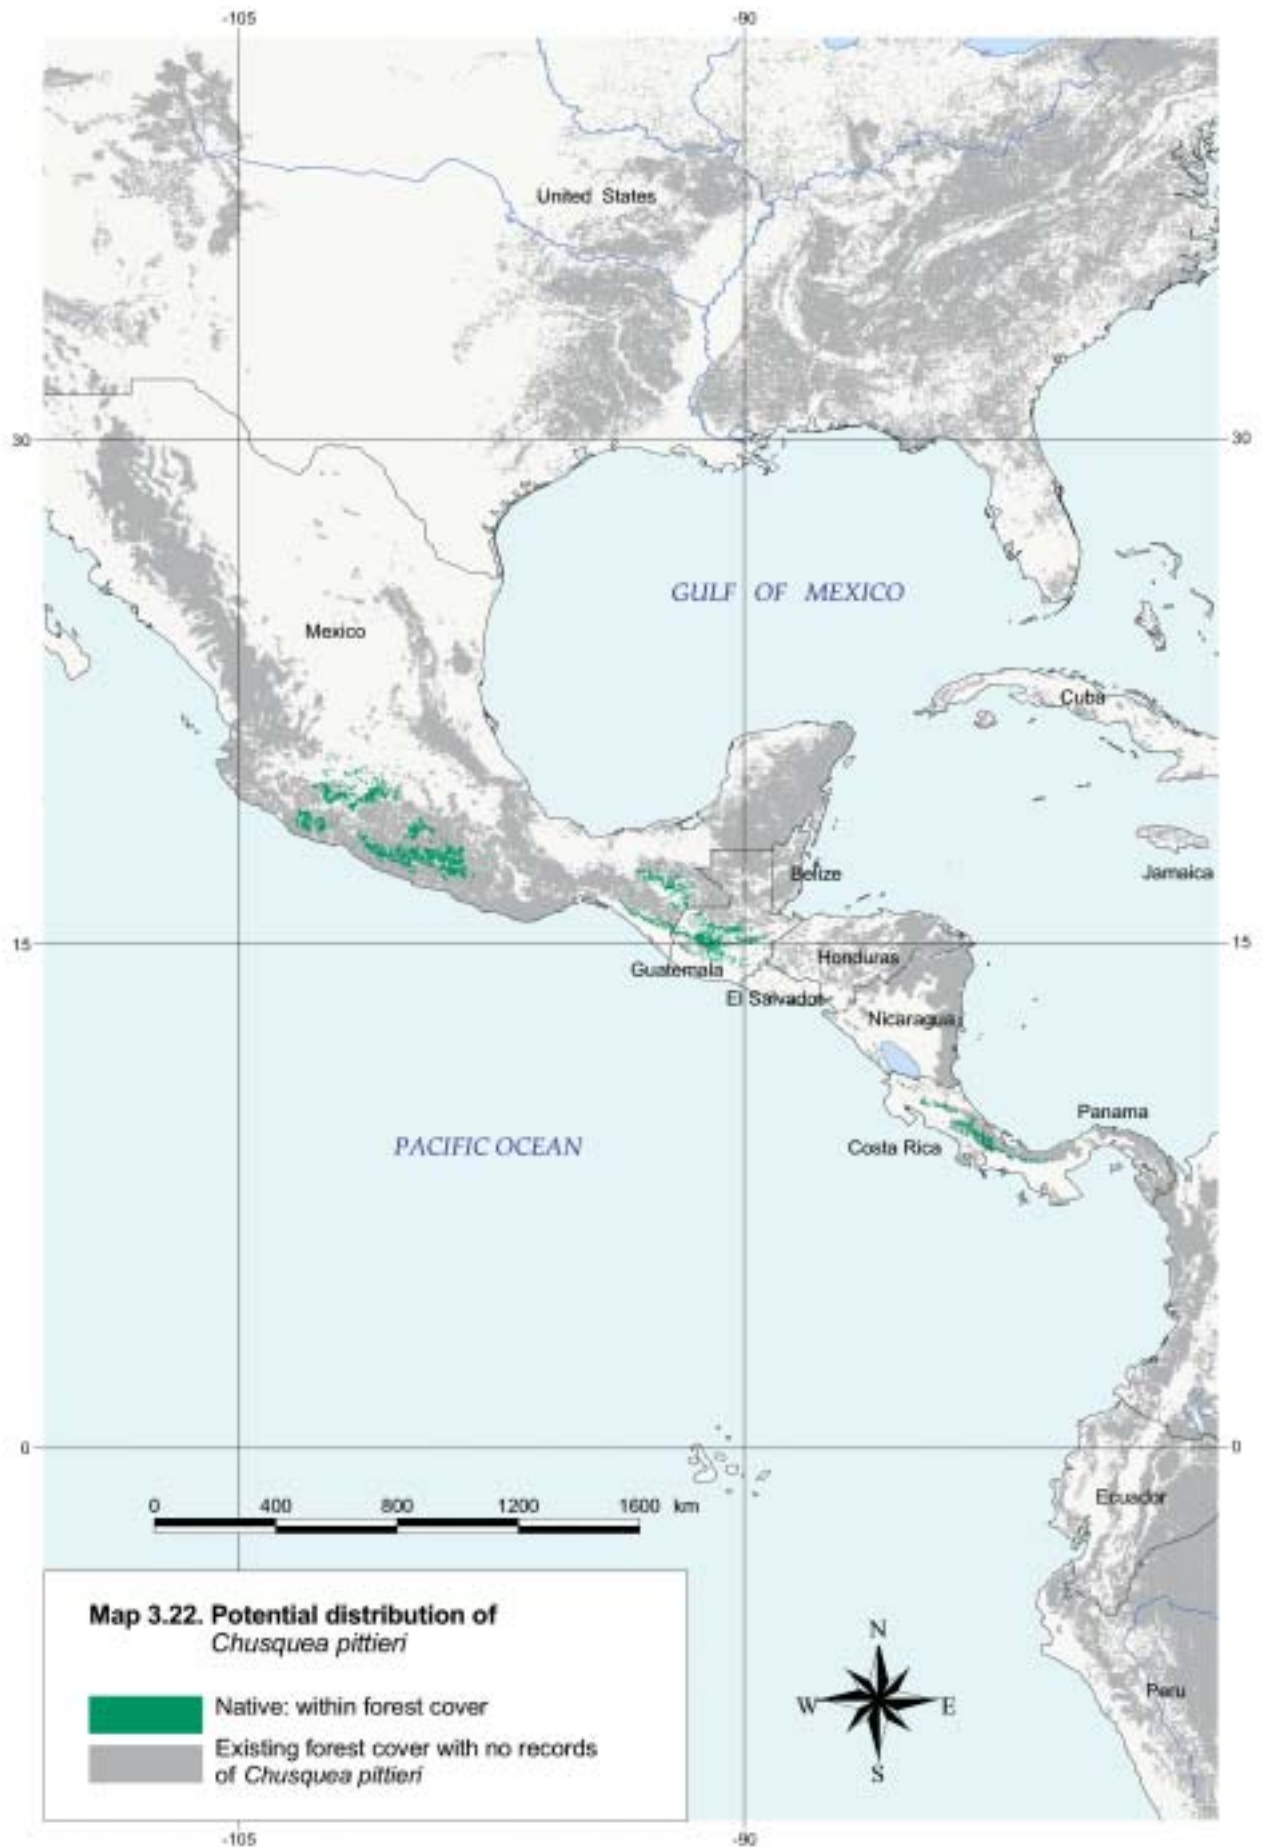 -105 -90
United States
30 30
GULF OF MEXICO
Mexico
Cuba
Belize
Jamaica
15 15
Honduras
Guatemala
El Salvador
Nicaragua
Panama
PACIFIC OCEAN
Costa Rica
0 0
Ecuador
0 400 800 1200 1600 km
Map 3.22. Potential distribution of
Chusquea pittieri
N
W E
S
Native: within forest cover
Peru
Existing forest cover with no records
of Chusquea pittieri
-105 -90